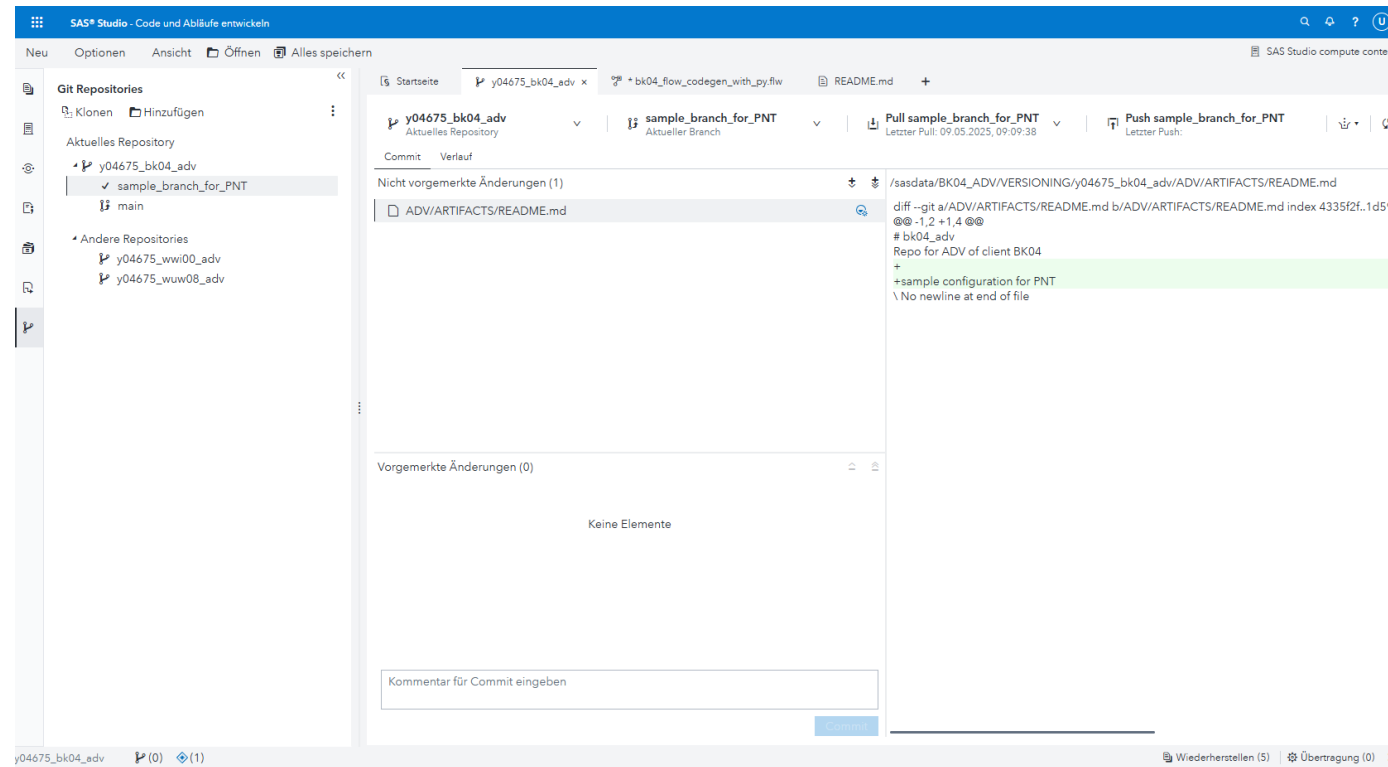 SAS® Studio - Code und Abläufe entwickeln
?
U
Neu Optionen Ansicht Öffnen Alles speichern
SAS Studio compute conte
Git Repositories
Klonen Hinzufügen
Aktuelles Repository
y04675_bk04_adv
sample_branch_for_PNT
main
Andere Repositories
y04675_wwi00_adv
y04675_wuw08_adv
Startseite y04675_bk04_adv × * bk04_flow_codegen_with_py.flw README.md +
y04675_bk04_adv
Aktuelles Repository
sample_branch_for_PNT
Aktueller Branch
Pull sample_branch_for_PNT
Letzter Pull: 09.05.2025, 09:09:38
Push sample_branch_for_PNT
Letzter Push:
Commit Verlauf
Nicht vorgemerkte Änderungen (1)
ADV/ARTIFACTS/README.md
/sasdata/BK04_ADV/VERSIONING/y04675_bk04_adv/ADV/ARTIFACTS/README.md
diff --git a/ADV/ARTIFACTS/README.md b/ADV/ARTIFACTS/README.md index 4335f2f..1d59
@@ -1,2 +1,4 @@
# bk04_adv
Repo for ADV of client BK04
+
+sample configuration for PNT
\ No newline at end of file
Vorgemerkte Änderungen (0)
Keine Elemente
Kommentar für Commit eingeben
Commit
y04675_bk04_adv (0) (1)
Wiederherstellen (5) Übertragung (0)